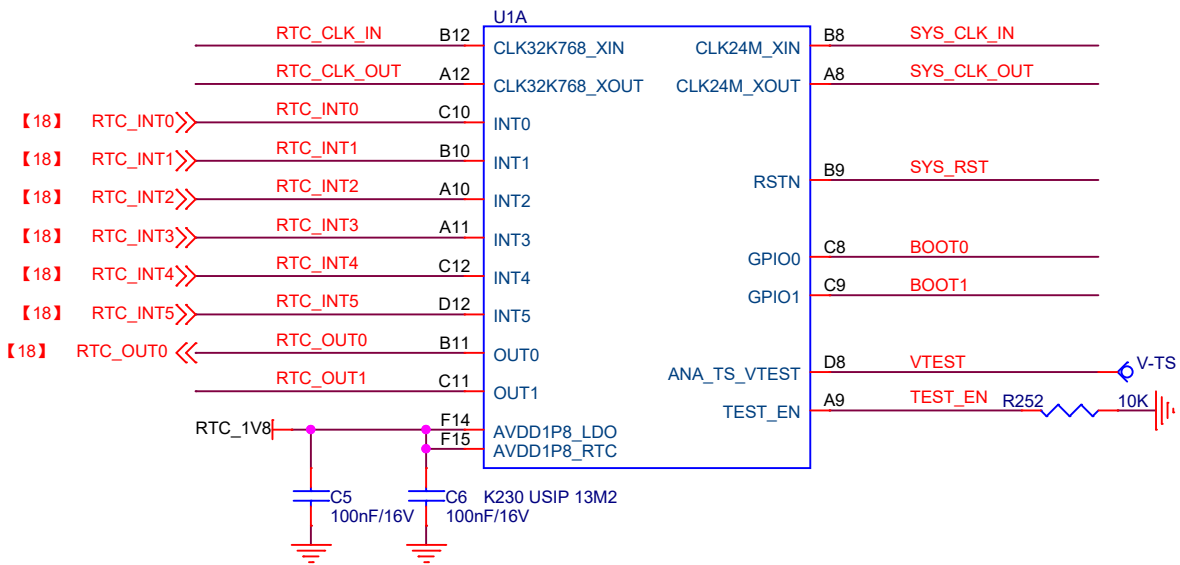 U1A
RTC_CLK_IN B12 CLK32K768_XIN CLK24M_XIN B8 SYS_CLK_IN
RTC_CLK_OUT A12 CLK32K768_XOUT CLK24M_XOUT A8 SYS_CLK_OUT
【18】 RTC_INT0 RTC_INT0 C10 INT0
【18】 RTC_INT1 RTC_INT1 B10 INT1
【18】 RTC_INT2 RTC_INT2 A10 INT2 RSTN B9 SYS_RST
【18】 RTC_INT3 RTC_INT3 A11 INT3
【18】 RTC_INT4 RTC_INT4 C12 INT4 GPIO0 C8 BOOT0
【18】 RTC_INT5 RTC_INT5 D12 INT5 GPIO1 C9 BOOT1
【18】 RTC_OUT0 RTC_OUT0 B11 OUT0
RTC_OUT1 C11 OUT1 ANA_TS_VTEST D8 VTEST V-TS
TEST_EN A9 TEST_EN R252 10K
RTC_1V8 F14 AVDD1P8_LDO
F15 AVDD1P8_RTC
C5 C6 K230 USIP 13M2
100nF/16V 100nF/16V